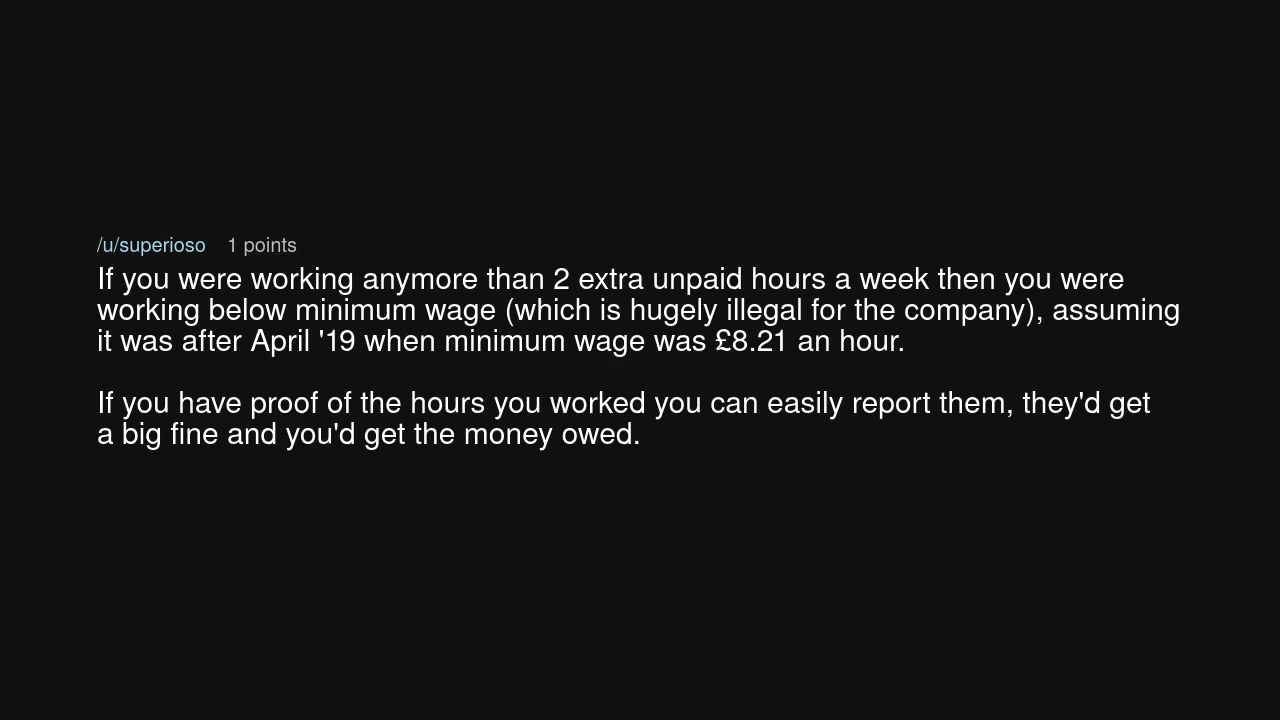 /u/superioso 1 points
If you were working anymore than 2 extra unpaid hours a week then you were
working below minimum wage (which is hugely illegal for the company), assuming
it was after April '19 when minimum wage was £8.21 an hour.
If you have proof of the hours you worked you can easily report them, they'd get
a big fine and you'd get the money owed.